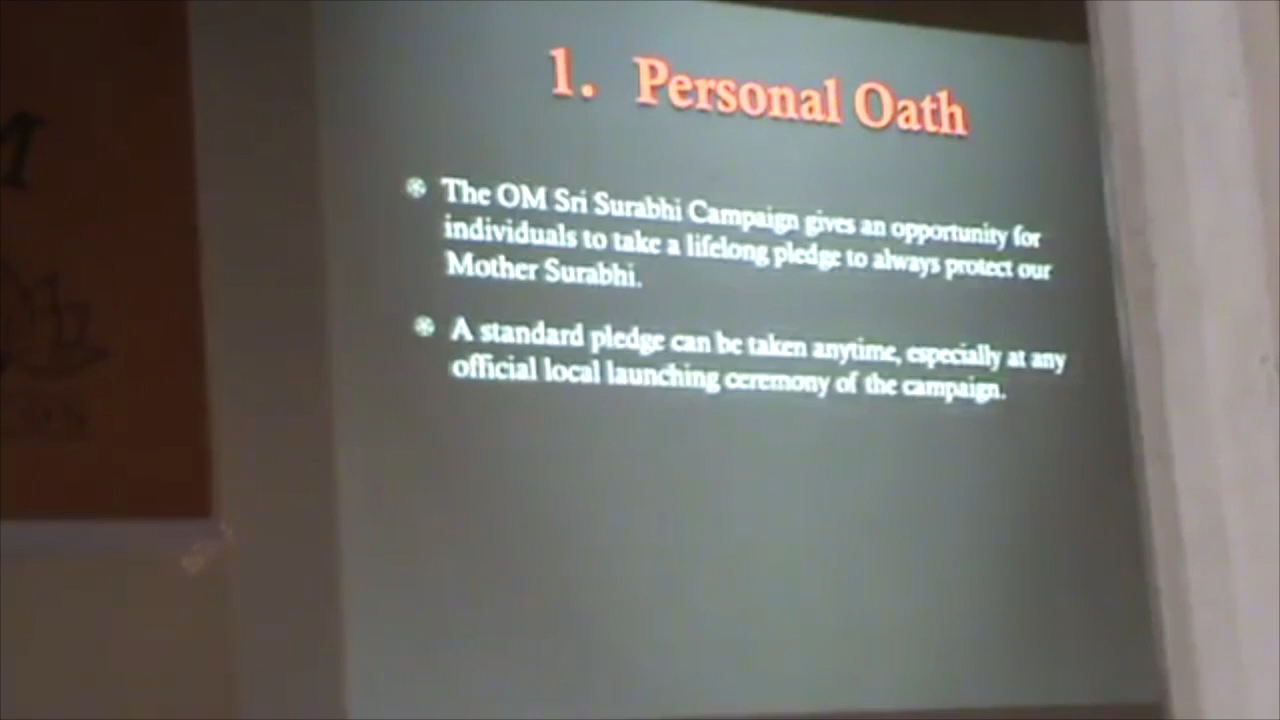 1. Personal Oath
The OM Sri Surabhi Campaign gives an opportunity for
individuals to take a lifelong pledge to always protect our
Mother Surabhi.
A standard pledge can be taken anytime, especially at any
official local launching ceremony of the campaign.